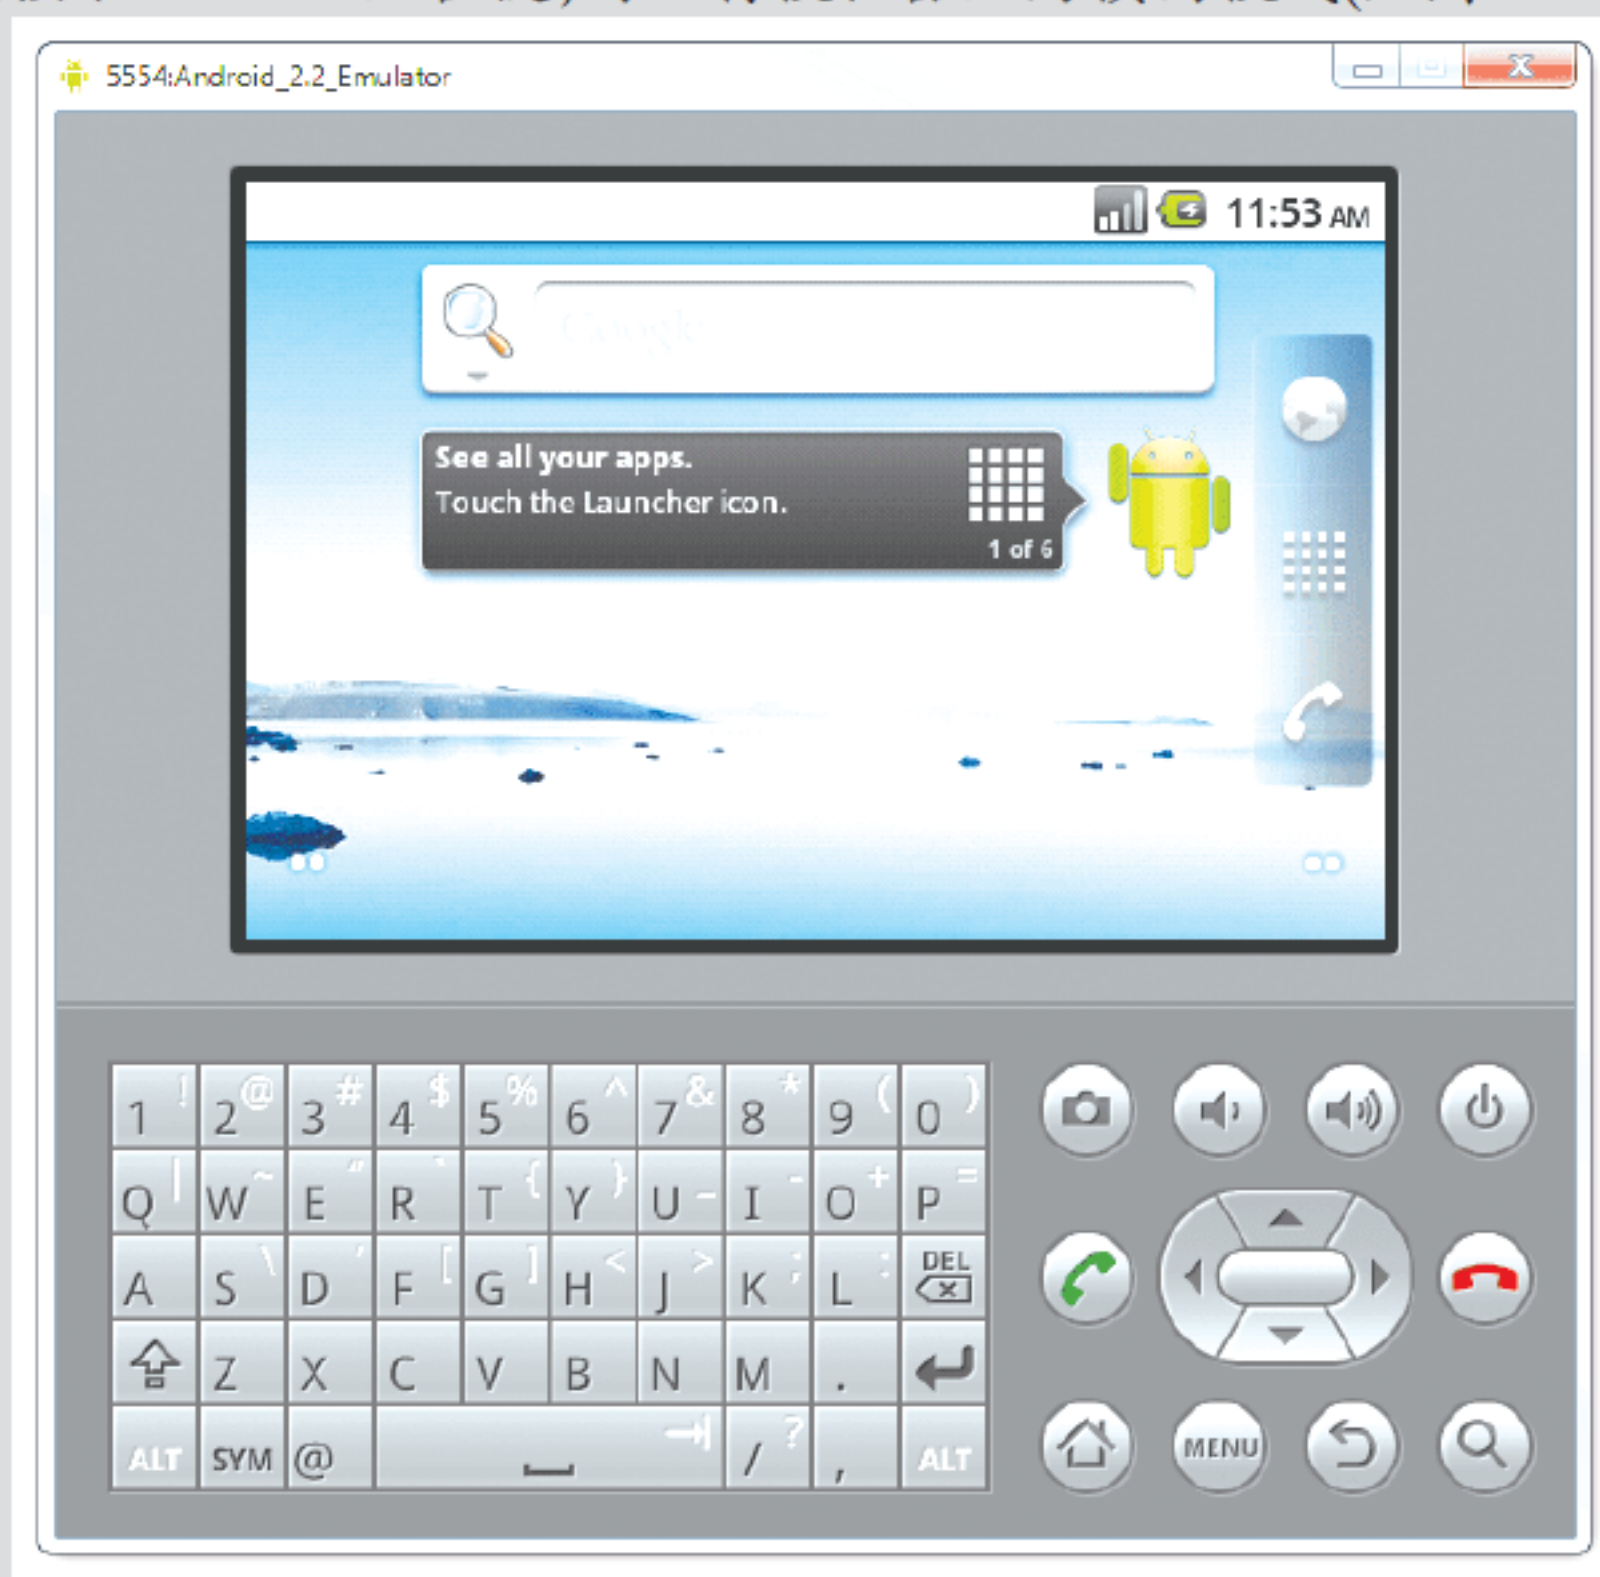 5554:Android_2.2_Emulator
11:53 AM
Google
See all your apps.
Touch the Launcher icon.
1 of 6
1 ! 2 @ 3 # 4 $ 5 % 6 ^ 7 & 8 * 9 ( 0 )
Q | W ~ E " R ` T { Y } U _ I - O + P =
A S \ D ' F [ G ] H < J > K ; L : DEL
Z X C V B N M .
ALT SYM @ / ? , ALT
MENU